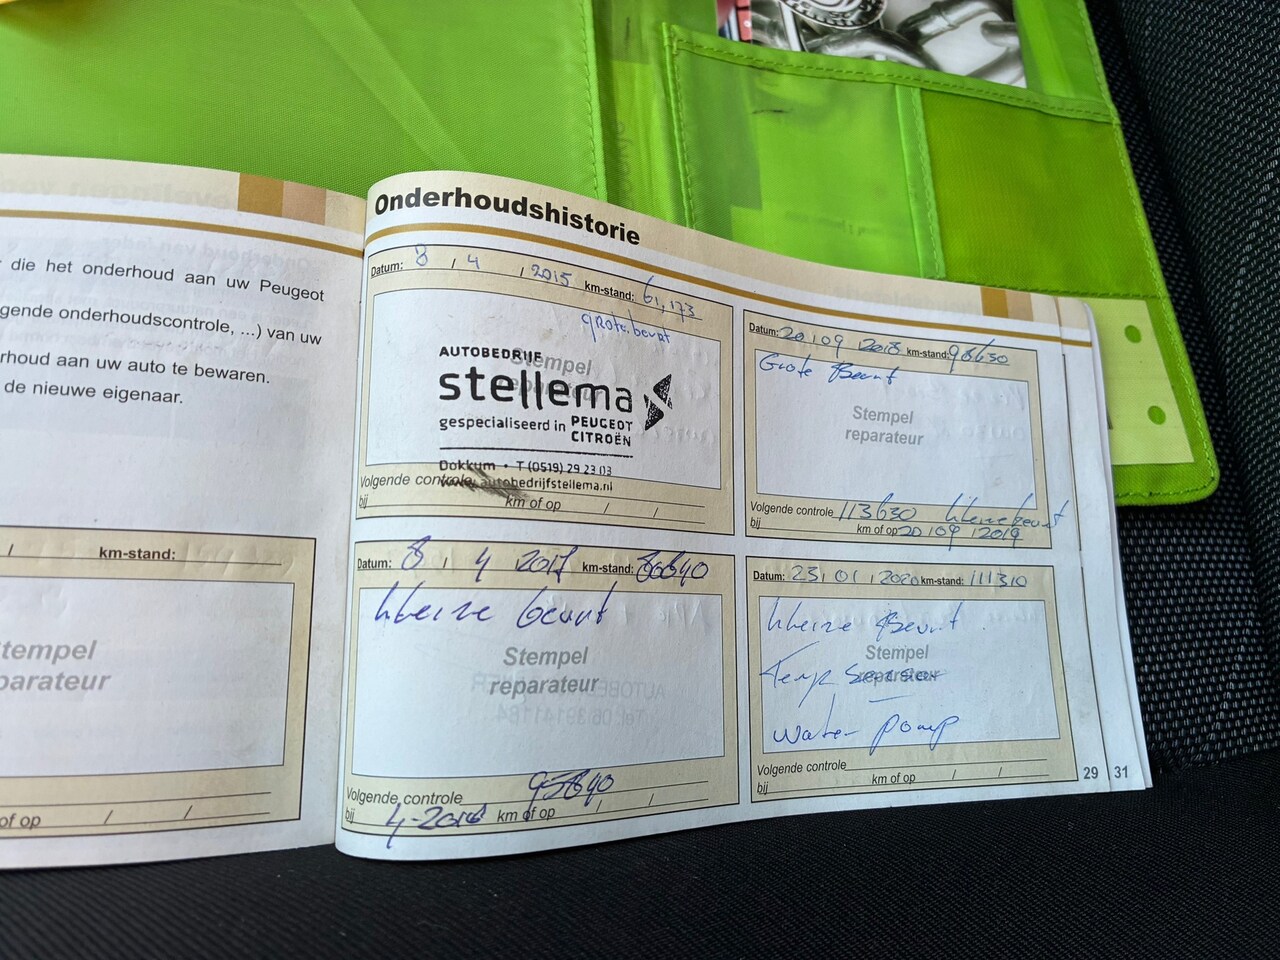 die het onderhoud aan uw Peugeot
gende onderhoudscontrole, ...) van uw
rhoud aan uw auto te bewaren.
de nieuwe eigenaar.
/ km-stand:
tempel
parateur
of op / /
Onderhoudshistorie
Datum: 8 / 4 / 2015 km-stand: 61,173
grote beurt
Stempel
AUTOBEDRIJF
stellema
gespecialiseerd in PEUGEOT
CITROËN
Dokkum • T (0519) 29 23 03
autobedrijfstellema.nl
Volgende controle
bij km of op / /
Datum: 8 / 4 2017 km-stand: 80840
kleine beurt
Stempel
reparateur
Volgende controle 95840
bij 4-2018 km of op / /
Datum: 20 / 09 2018 km-stand: 98630
Grote Beurt
Stempel
reparateur
Volgende controle 113630 kleine beurt
bij km of op 20 / 09 / 2019
Datum: 23 / 01 / 2020 km-stand: 111310
kleine Beurt
Stempel
Temp sensor
reparateur
water pomp
Volgende controle
bij km of op / /
29 31